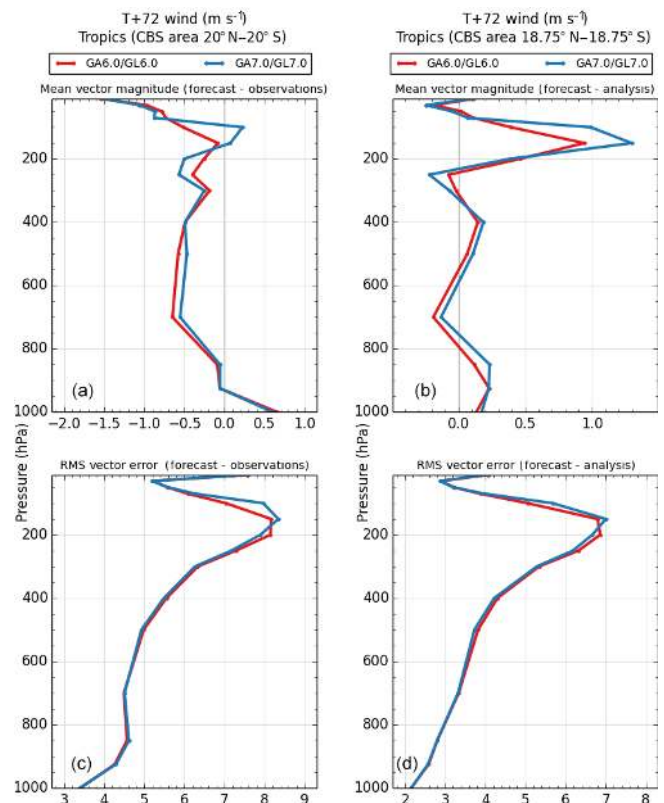 T+72 wind (m s⁻¹)
Tropics (CBS area 20° N–20° S)
GA6.0/GL6.0 GA7.0/GL7.0
Mean vector magnitude (forecast - observations)
200
400
600
800
1000
(a)
−2.0 −1.5 −1.0 −0.5 0.0 0.5 1.0
T+72 wind (m s⁻¹)
Tropics (CBS area 18.75° N–18.75° S)
GA6.0/GL6.0 GA7.0/GL7.0
Mean vector magnitude (forecast - analysis)
200
400
600
800
1000
(b)
0.0 0.5 1.0
Pressure (hPa)
RMS vector error (forecast - observations)
200
400
600
800
1000
(c)
3 4 5 6 7 8 9
Pressure (hPa)
RMS vector error (forecast - analysis)
200
400
600
800
1000
(d)
2 3 4 5 6 7 8